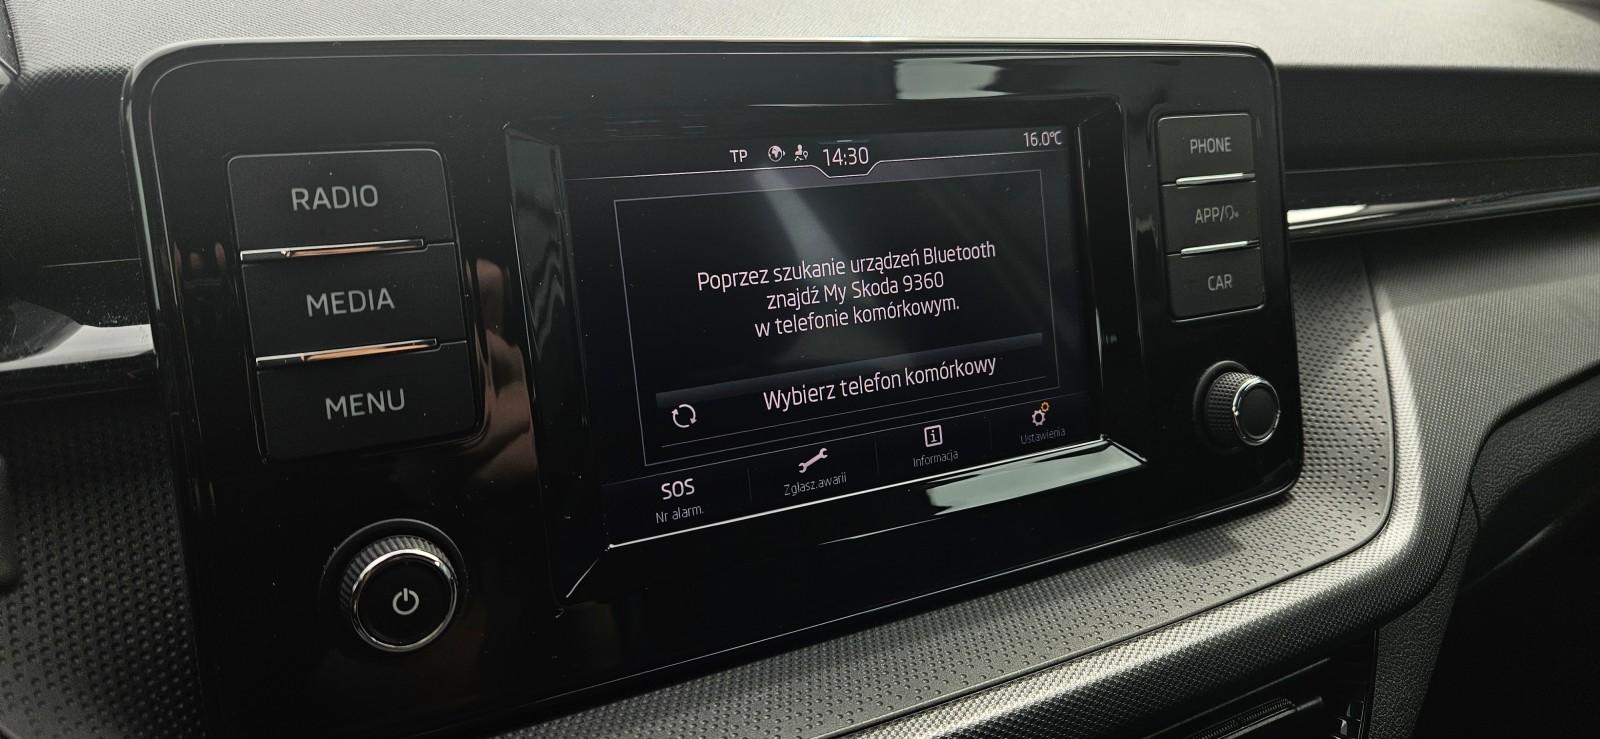 RADIO
MEDIA
MENU
TP
14:30
16.0°C
Poprzez szukanie urządzeń Bluetooth
znajdź My Skoda 9360
w telefonie komórkowym.
Wybierz telefon komórkowy
SOS
Nr alarm.
Zgłasz.awarii
Informacja
Ustawienia
PHONE
APP/
CAR